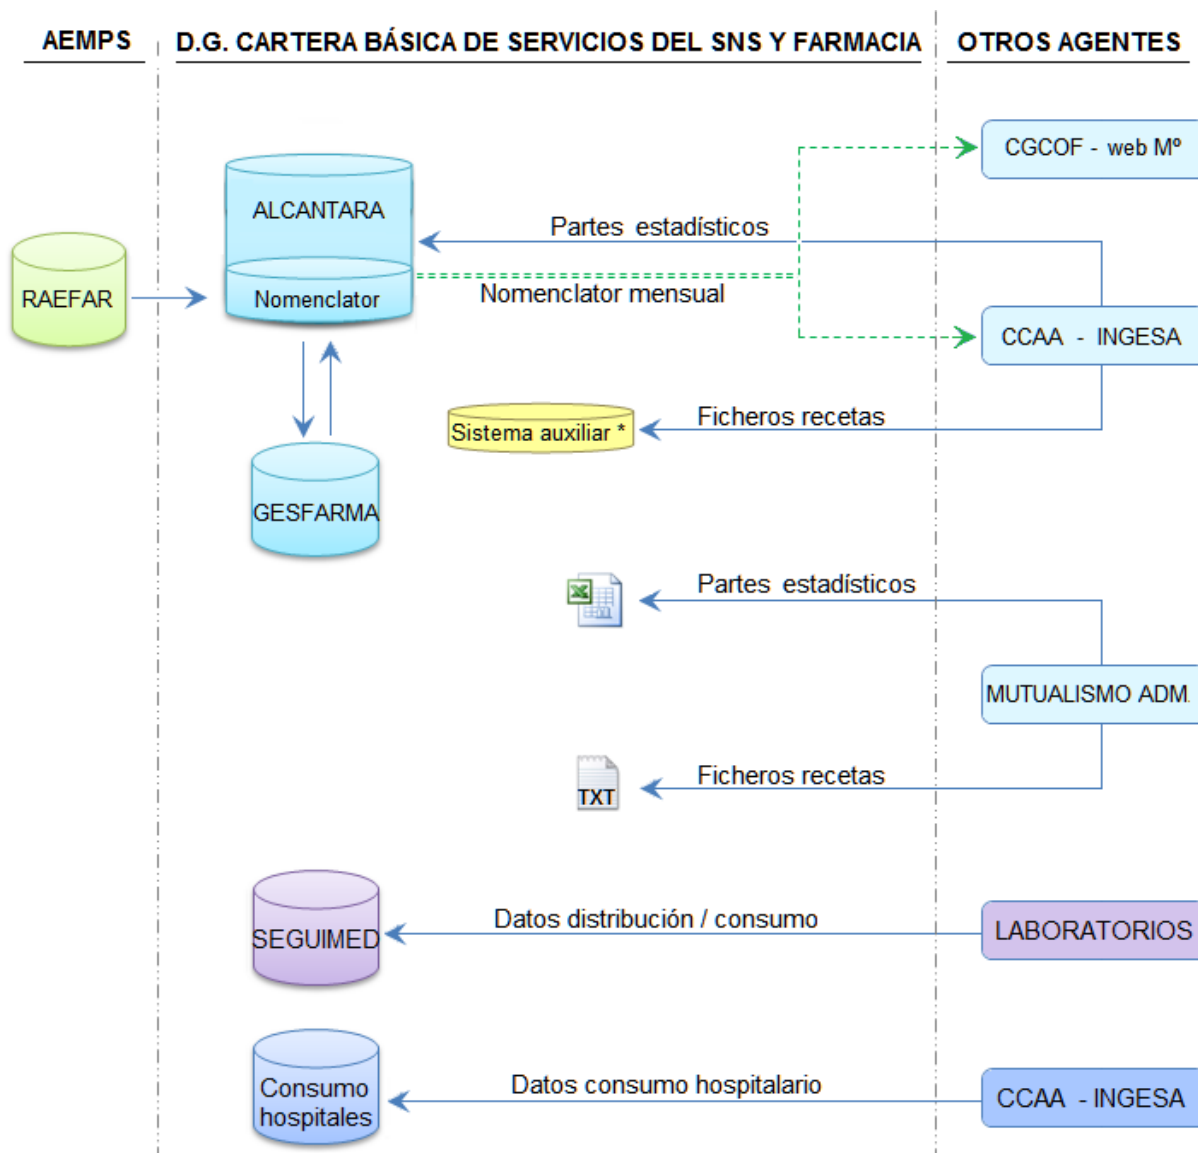 AEMPS
D.G. CARTERA BÁSICA DE SERVICIOS DEL SNS Y FARMACIA
OTROS AGENTES
CGCOF - web Mº
ALCANTARA
Partes estadísticos
RAEFAR
Nomenclator
Nomenclator mensual
CCAA - INGESA
Ficheros recetas
Sistema auxiliar *
GESFARMA
Partes estadísticos
MUTUALISMO ADM.
Ficheros recetas
TXT
Datos distribución / consumo
SEGUIMED
LABORATORIOS
Datos consumo hospitalario
Consumo
hospitales
CCAA - INGESA